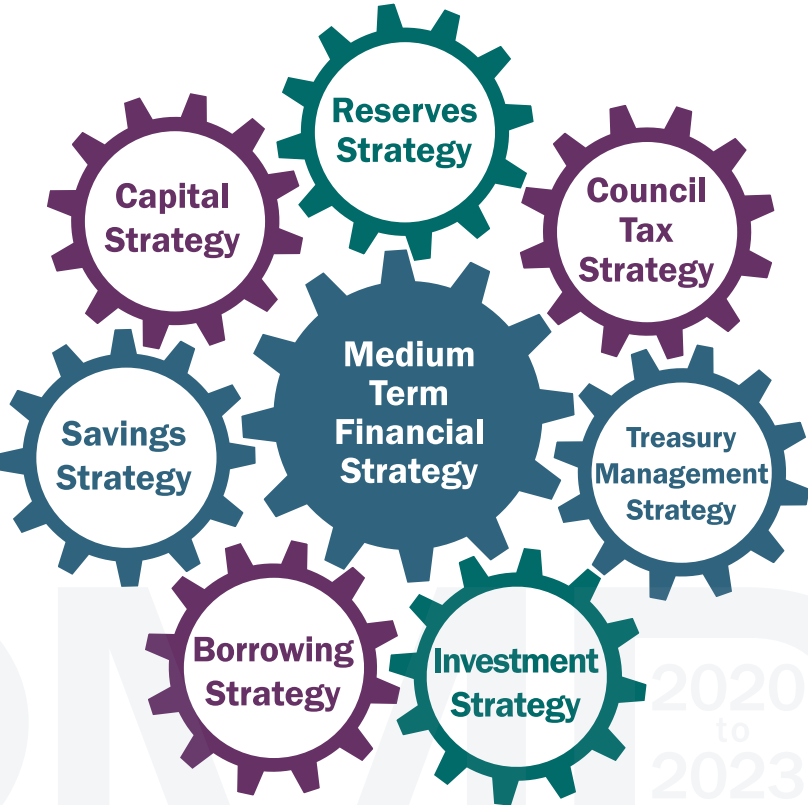 Reserves
Strategy
Capital
Strategy
Council
Tax
Strategy
Medium
Term
Financial
Strategy
Savings
Strategy
Treasury
Management
Strategy
Borrowing
Strategy
Investment
Strategy
2020
to
2023